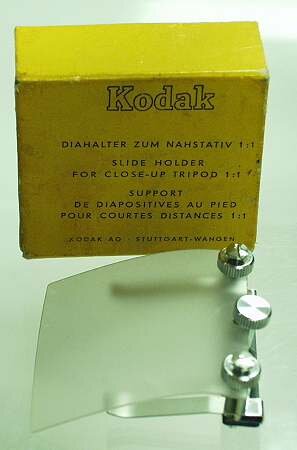 Kodak
DIAHALTER ZUM NAHSTATIV 1:1
SLIDE HOLDER
FOR CLOSE-UP TRIPOD 1:1
SUPPORT
DE DIAPOSITIVES AU PIED
POUR COURTES DISTANCES 1:1
KODAK AG · STUTTGART-WANGEN